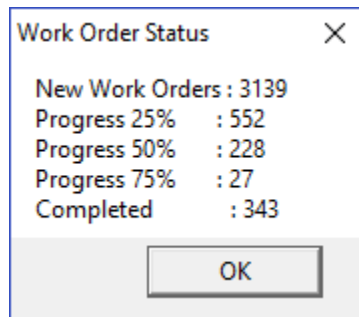 Work Order Status
New Work Orders : 3139
Progress 25% : 552
Progress 50% : 228
Progress 75% : 27
Completed : 343
OK